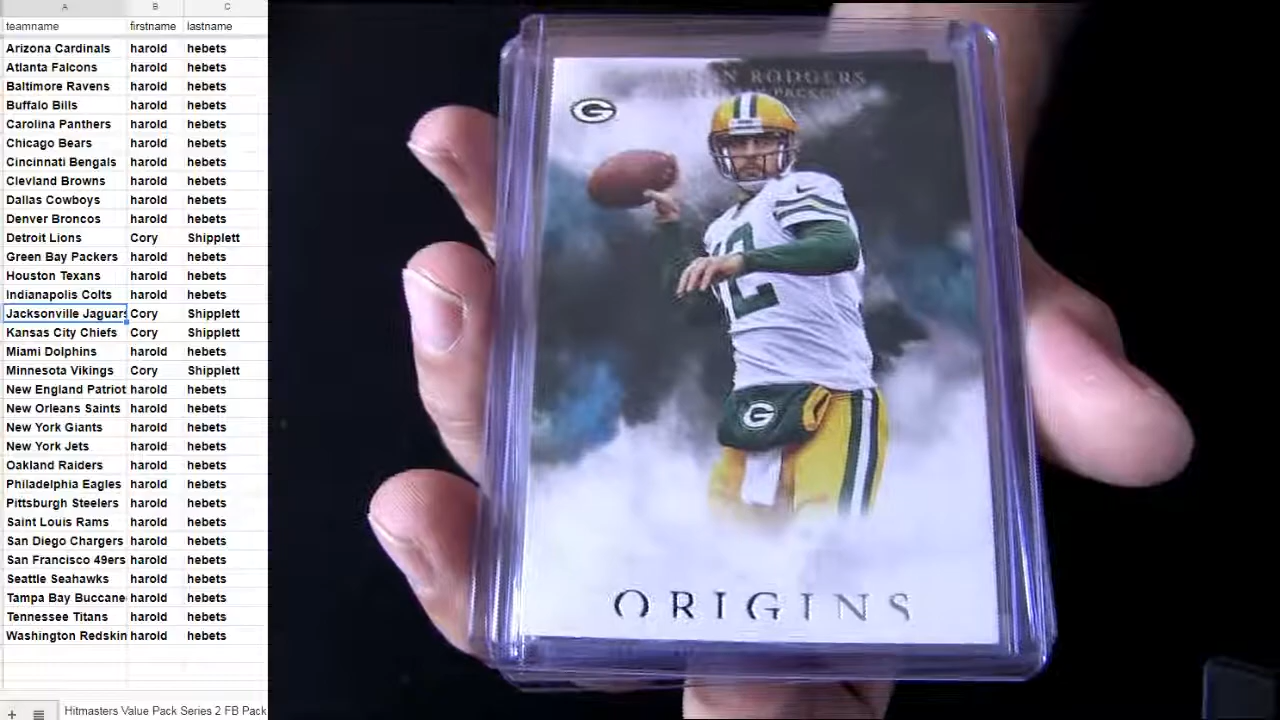 A B C
teamname firstname lastname
Arizona Cardinals harold hebets
Atlanta Falcons harold hebets
Baltimore Ravens harold hebets
Buffalo Bills harold hebets
Carolina Panthers harold hebets
Chicago Bears harold hebets
Cincinnati Bengals harold hebets
Clevland Browns harold hebets
Dallas Cowboys harold hebets
Denver Broncos harold hebets
Detroit Lions Cory Shipplett
Green Bay Packers harold hebets
Houston Texans harold hebets
Indianapolis Colts harold hebets
Jacksonville Jaguars Cory Shipplett
Kansas City Chiefs Cory Shipplett
Miami Dolphins harold hebets
Minnesota Vikings Cory Shipplett
New England Patriot harold hebets
New Orleans Saints harold hebets
New York Giants harold hebets
New York Jets harold hebets
Oakland Raiders harold hebets
Philadelphia Eagles harold hebets
Pittsburgh Steelers harold hebets
Saint Louis Rams harold hebets
San Diego Chargers harold hebets
San Francisco 49ers harold hebets
Seattle Seahawks harold hebets
Tampa Bay Buccane harold hebets
Tennessee Titans harold hebets
Washington Redskin harold hebets
Hitmasters Value Pack Series 2 FB Pack
RODGERS
G
12
G
ORIGINS